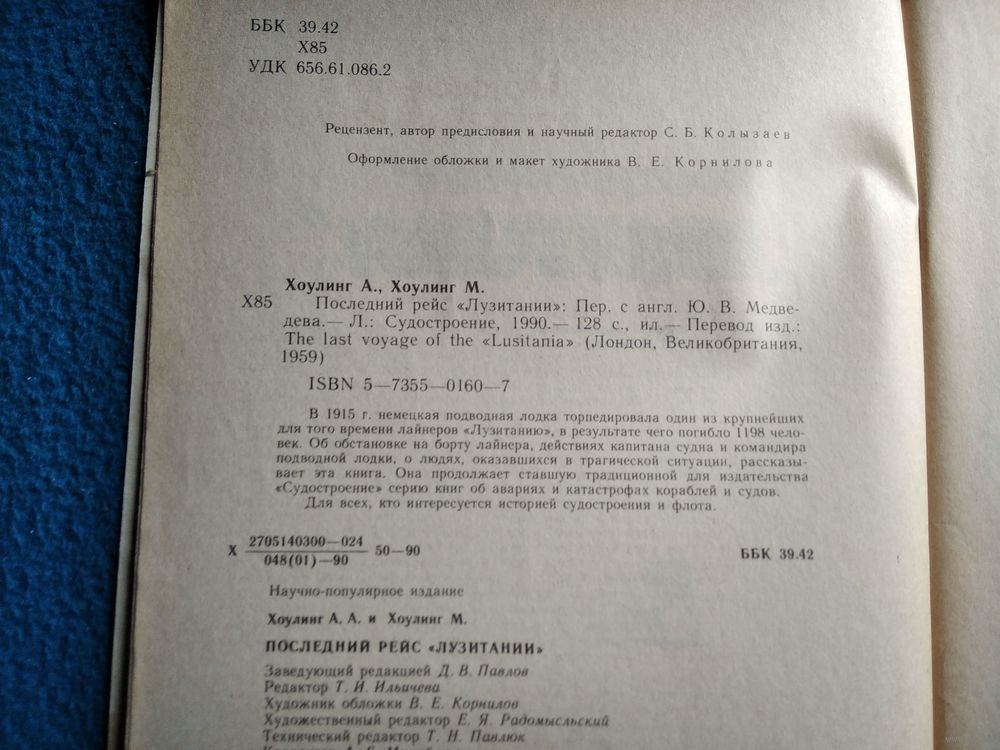 ББК 39.42
Х85
УДК 656.61.086.2
Рецензент, автор предисловия и научный редактор С. Б. Колызаев
Оформление обложки и макет художника В. Е. Корнилова
Хоулинг А., Хоулинг М.
Х85 Последний рейс «Лузитании»: Пер. с англ. Ю. В. Медве-
дева.— Л.: Судостроение, 1990.— 128 с., ил.— Перевод изд.:
The last voyage of the «Lusitania» (Лондон, Великобритания,
1959)
ISBN 5—7355—0160—7
В 1915 г. немецкая подводная лодка торпедировала один из крупнейших
для того времени лайнеров «Лузитанию», в результате чего погибло 1198 чело-
век. Об обстановке на борту лайнера, действиях капитана судна и командира
подводной лодки, о людях, оказавшихся в трагической ситуации, рассказы-
вает эта книга. Она продолжает ставшую традиционной для издательства
«Судостроение» серию книг об авариях и катастрофах кораблей и судов.
Для всех, кто интересуется историей судостроения и флота.
Х 2705140300—024 50—90 ББК 39.42
048(01)—90
Научно-популярное издание
Хоулинг А. А. и Хоулинг М.
ПОСЛЕДНИЙ РЕЙС «ЛУЗИТАНИИ»
Заведующий редакцией Д. В. Павлов
Редактор Т. И. Ильичева
Художник обложки В. Е. Корнилов
Художественный редактор Е. Я. Радомысльский
Технический редактор Т. Н. Павлюк